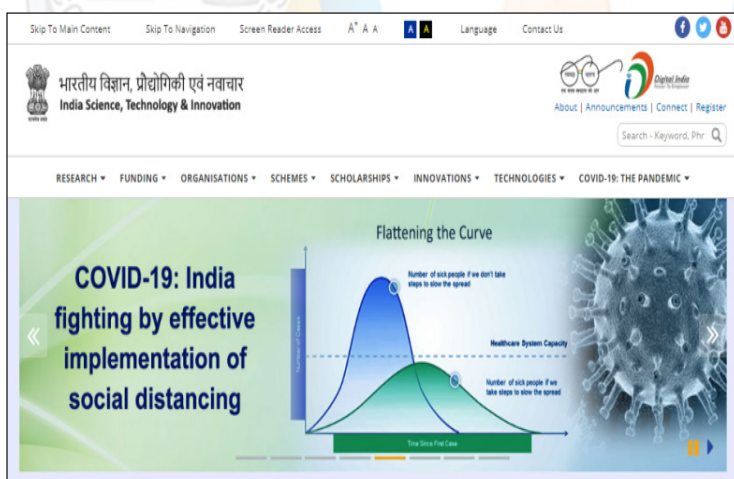 Skip To Main Content Skip To Navigation Screen Reader Access A+ A A- A A Language Contact Us
भारतीय विज्ञान, प्रौद्योगिकी एवं नवाचार
India Science, Technology & Innovation
Digital India
Power To Empower
About | Announcements | Connect | Register
Search - Keyword, Phr
RESEARCH FUNDING ORGANISATIONS SCHEMES SCHOLARSHIPS INNOVATIONS TECHNOLOGIES COVID-19: THE PANDEMIC
COVID-19: India
fighting by effective
implementation of
social distancing
Flattening the Curve
Number of sick people if we don't take
steps to slow the spread
Healthcare System Capacity
Number of sick people if we
take steps to slow the spread
Number of Cases
Time Since First Case